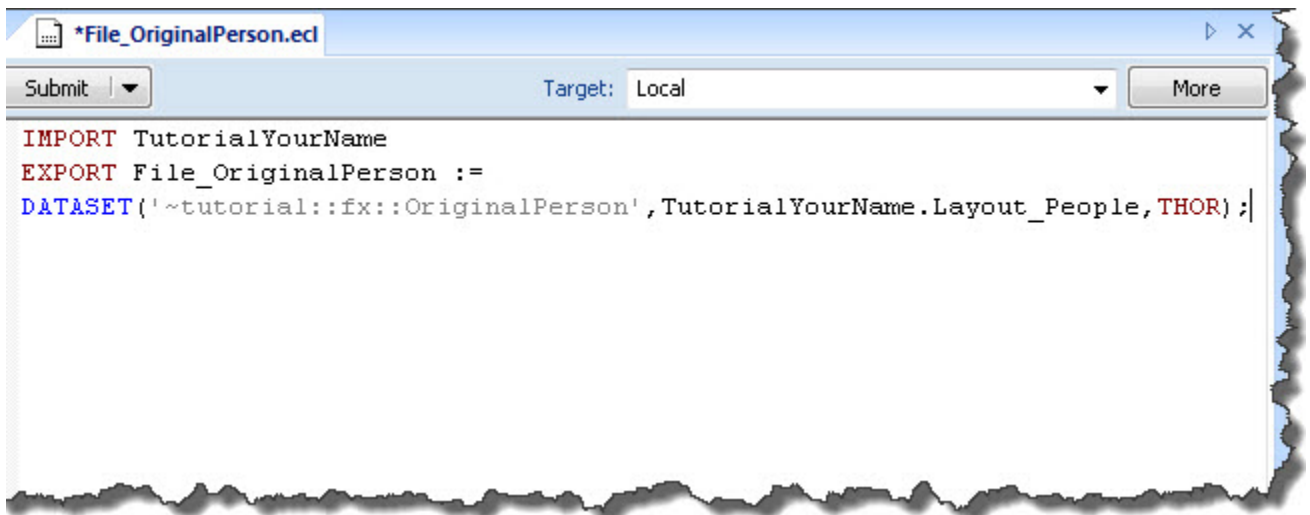 *File_OriginalPerson.ecl
Submit Target: Local More
IMPORT TutorialYourName
EXPORT File_OriginalPerson :=
DATASET('~tutorial::fx::OriginalPerson',TutorialYourName.Layout_People,THOR);